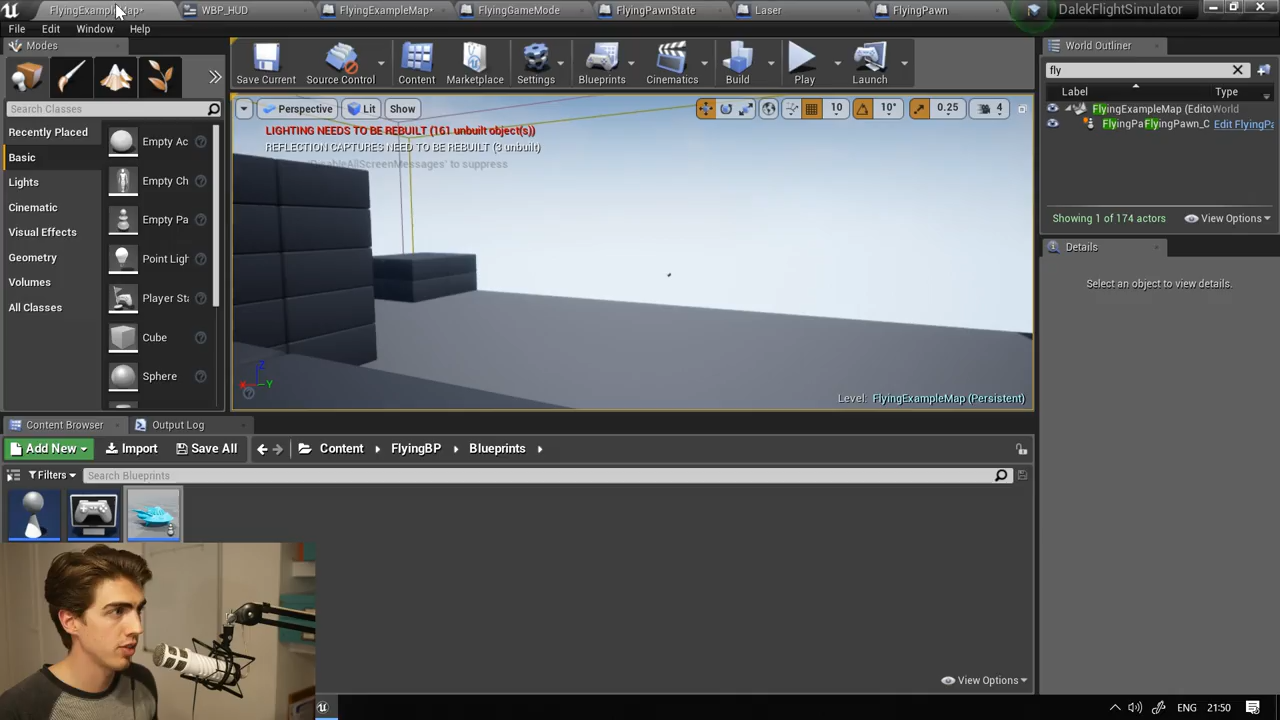 FlyingExampleMap*
WBP_HUD
FlyingExampleMap*
FlyingGameMode
FlyingPawnState
Laser
FlyingPawn
DalekFlightSimulator
File
Edit
Window
Help
Modes
Search Classes
Recently Placed
Basic
Lights
Cinematic
Visual Effects
Geometry
Volumes
All Classes
Empty Ac
Empty Ch
Empty Pa
Point Ligh
Player Sta
Cube
Sphere
Save Current
Source Control
Content
Marketplace
Settings
Blueprints
Cinematics
Build
Play
Launch
Perspective
Lit
Show
10
10°
0.25
4
LIGHTING NEEDS TO BE REBUILT (161 unbuilt object(s))
REFLECTION CAPTURES NEED TO BE REBUILT (3 unbuilt)
ableAllScreenMessages' to suppress
Z
X
Y
Level: FlyingExampleMap (Persistent)
World Outliner
fly
Label
Type
FlyingExampleMap (Edito
World
FlyingPaFlyingPawn_C
Edit FlyingPa
Showing 1 of 174 actors
View Options
Details
Select an object to view details.
Content Browser
Output Log
Add New
Import
Save All
Content
FlyingBP
Blueprints
Filters
Search Blueprints
View Options
ENG
21:50